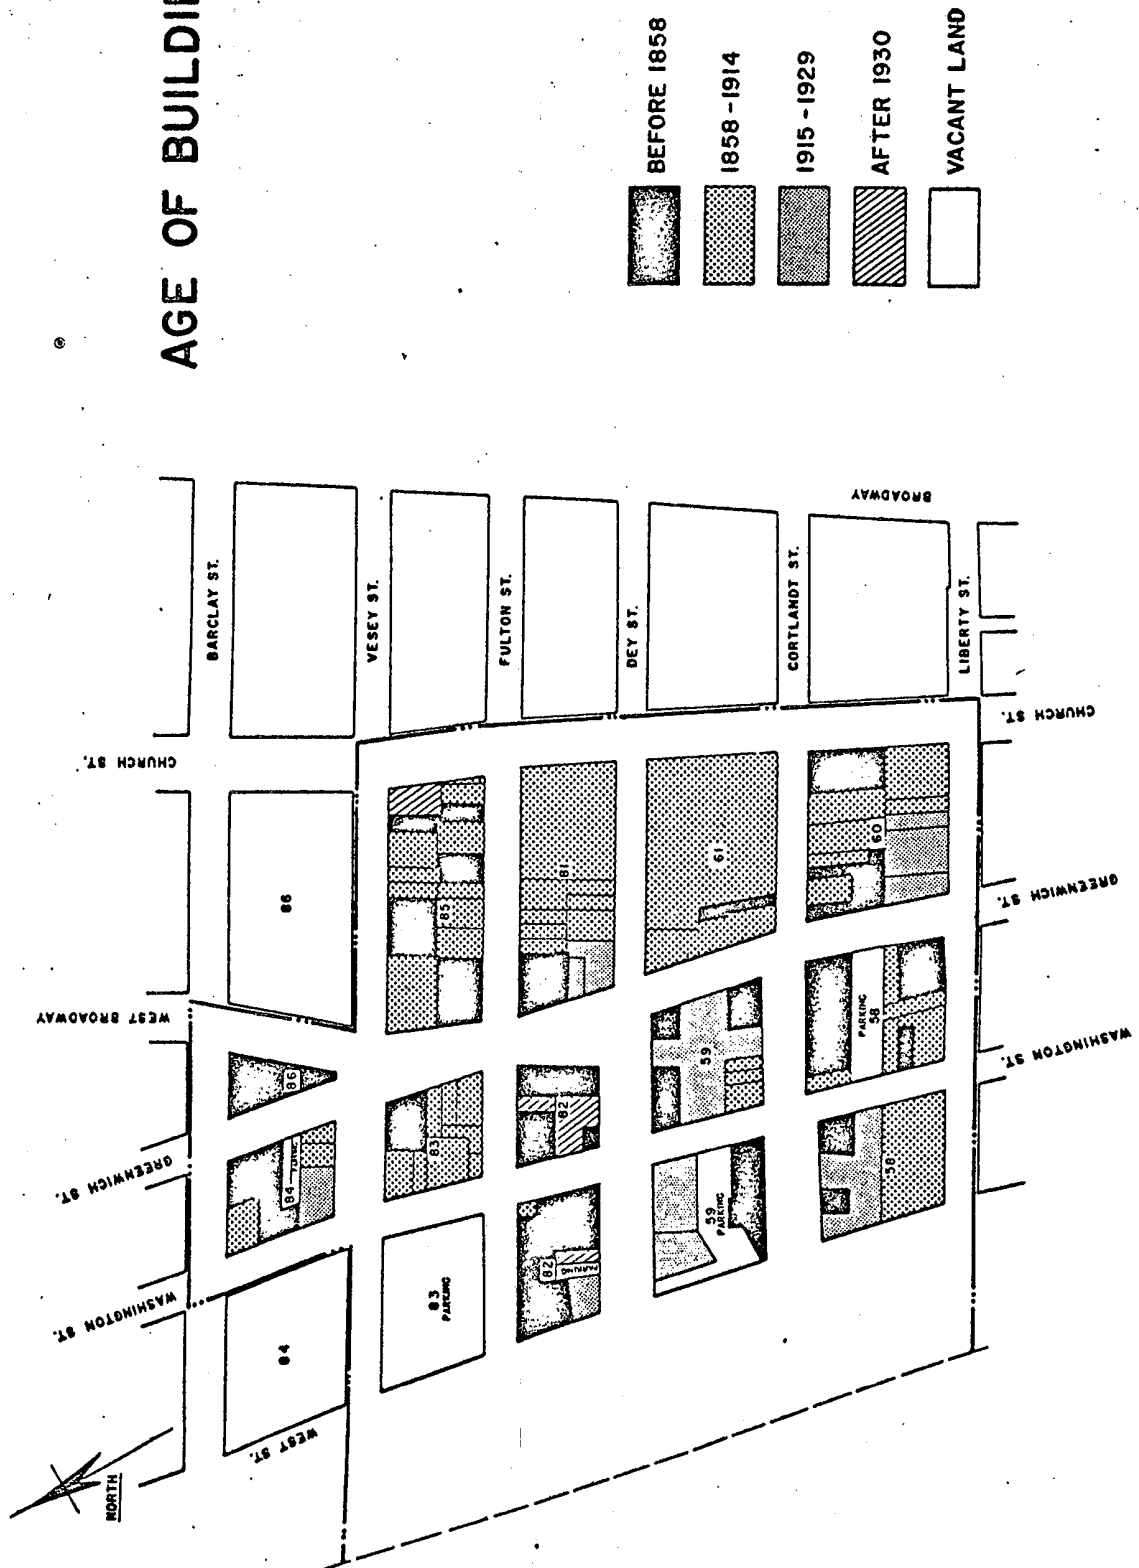 AGE OF BUILDI
BEFORE 1858
1858-1914
1915-1929
AFTER 1930
VACANT LAND
BROADWAY
BARCLAY ST.
VESEY ST.
FULTON ST.
DEY ST.
CORTLANDT ST.
LIBERTY ST.
CHURCH ST.
CHURCH ST.
86
85
81
61
60
WEST BROADWAY
GREENWICH ST.
86
84
PARKING
83
82
59
58
PARKING
GREENWICH ST.
WASHINGTON ST.
WASHINGTON ST.
84
83
PARKING
82
PARKING
59
PARKING
58
WEST ST.
NORTH